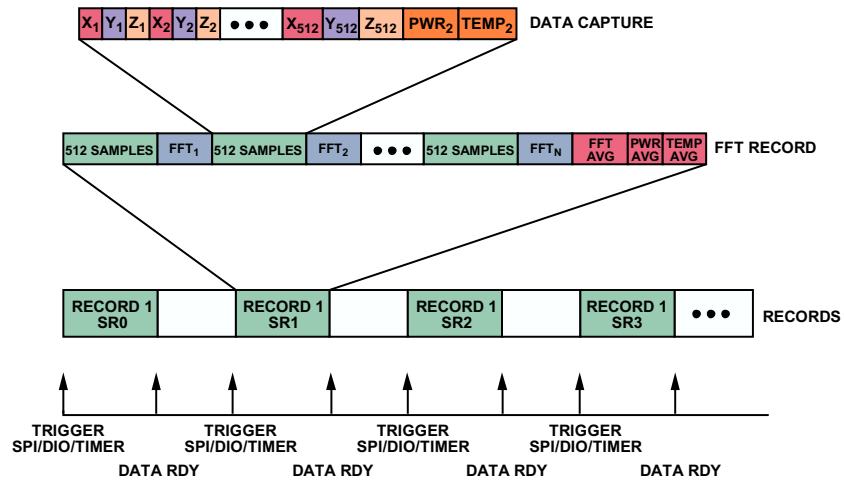 X1 Y1 Z1 X2 Y2 Z2 ••• X512 Y512 Z512 PWR2 TEMP2 DATA CAPTURE
512 SAMPLES FFT1 512 SAMPLES FFT2 ••• 512 SAMPLES FFTN FFT AVG PWR AVG TEMP AVG FFT RECORD
RECORD 1 SR0 RECORD 1 SR1 RECORD 1 SR2 RECORD 1 SR3 ••• RECORDS
TRIGGER TRIGGER TRIGGER TRIGGER
SPI/DIO/TIMER SPI/DIO/TIMER SPI/DIO/TIMER SPI/DIO/TIMER
DATA RDY DATA RDY DATA RDY DATA RDY